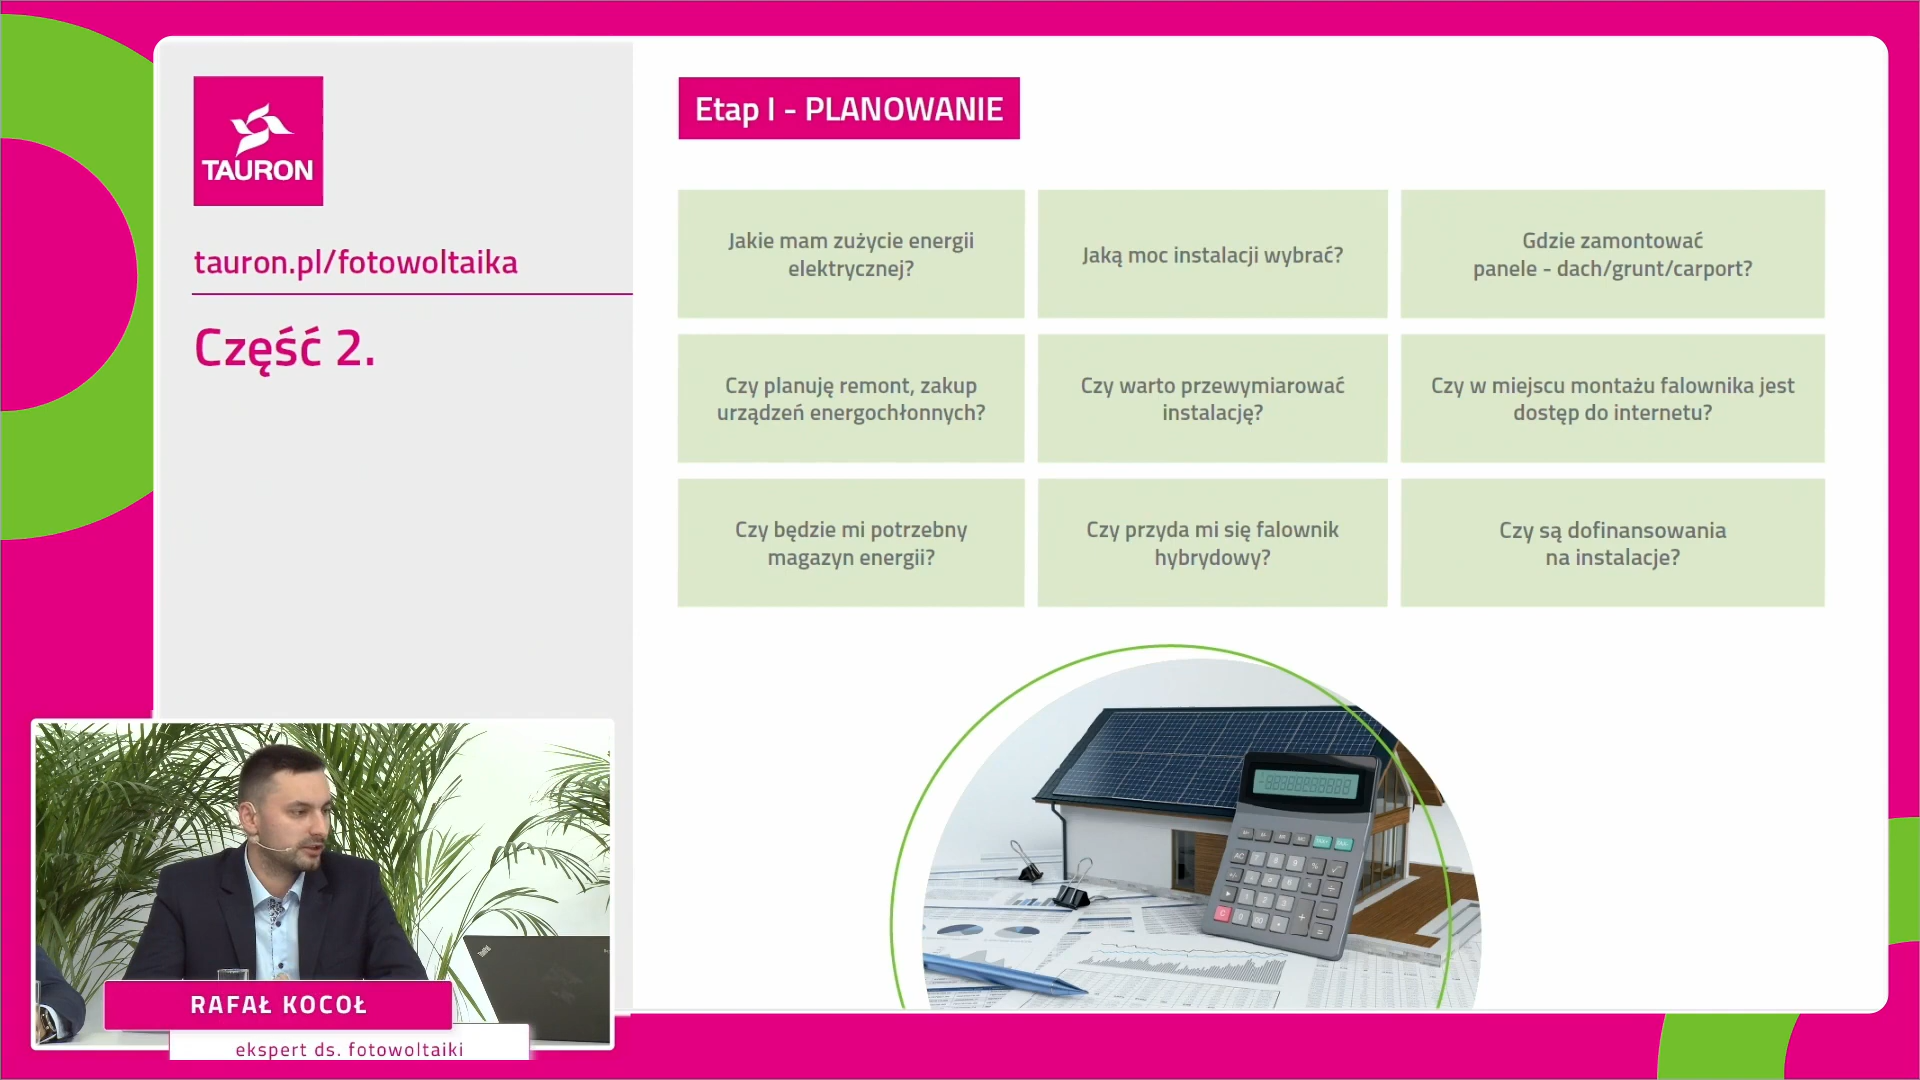 TAURON
tauron.pl/fotowoltaika
Część 2.
Etap I - PLANOWANIE
Jakie mam zużycie energii
elektrycznej?
Jaką moc instalacji wybrać?
Gdzie zamontować
panele - dach/grunt/carport?
Czy planuję remont, zakup
urządzeń energochłonnych?
Czy warto przewymiarować
instalację?
Czy w miejscu montażu falownika jest
dostęp do internetu?
Czy będzie mi potrzebny
magazyn energii?
Czy przyda mi się falownik
hybrydowy?
Czy są dofinansowania
na instalacje?
RAFAŁ KOCOŁ
ekspert ds. fotowoltaiki